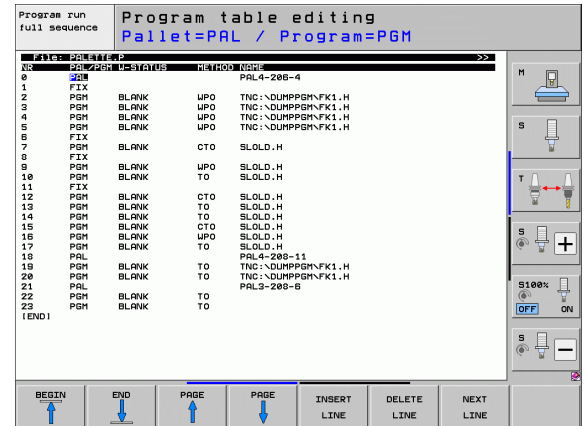 Program run
full sequence
Program table editing
Pallet=PAL / Program=PGM
File: PALETTE.P >>
NR PAL/PGM W-STATUS METHOD NAME
0 PAL PAL4-206-4
1 FIX
2 PGM BLANK WPO TNC:\DUMPPGM\FK1.H
3 PGM BLANK WPO TNC:\DUMPPGM\FK1.H
4 PGM BLANK WPO TNC:\DUMPPGM\FK1.H
5 PGM BLANK WPO TNC:\DUMPPGM\FK1.H
6 FIX
7 PGM BLANK CTO SLOLD.H
8 FIX
9 PGM BLANK WPO SLOLD.H
10 PGM BLANK TO SLOLD.H
11 FIX
12 PGM BLANK CTO SLOLD.H
13 PGM BLANK TO SLOLD.H
14 PGM BLANK TO SLOLD.H
15 PGM BLANK CTO SLOLD.H
16 PGM BLANK WPO SLOLD.H
17 PGM BLANK TO SLOLD.H
18 PAL PAL4-208-11
19 PGM BLANK TO TNC:\DUMPPGM\FK1.H
20 PGM BLANK TO TNC:\DUMPPGM\FK1.H
21 PAL PAL3-208-6
22 PGM BLANK TO
23 PGM BLANK TO
[END]
M
S
T
S
S100%
OFF ON
S
BEGIN
END
PAGE
PAGE
INSERT
LINE
DELETE
LINE
NEXT
LINE